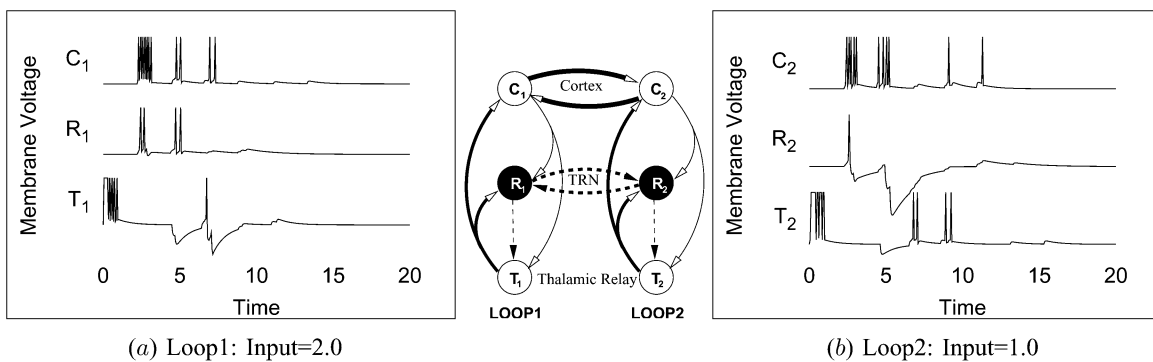 Membrane Voltage
C1
R1
T1
0 5 10 15 20
Time
(a) Loop1: Input=2.0
C1
C2
Cortex
R1
TRN
R2
T1
Thalamic Relay
T2
LOOP1
LOOP2
Membrane Voltage
C2
R2
T2
0 5 10 15 20
Time
(b) Loop2: Input=1.0